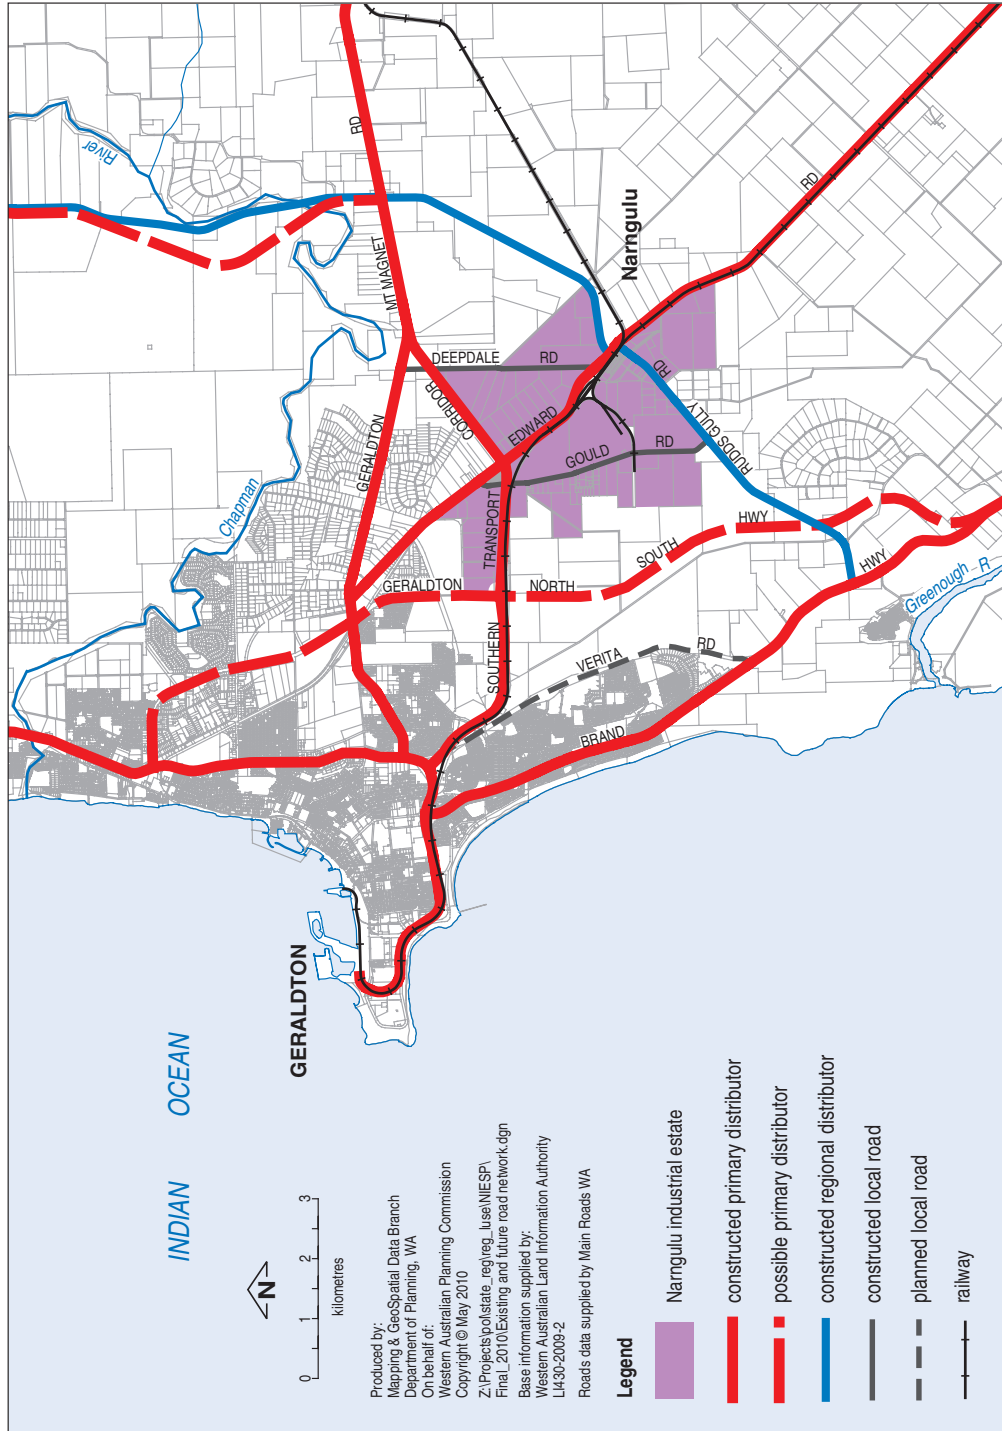 INDIAN OCEAN
GERALDTON
Chapman
River
Greenough R
Narngulu
GERALDTON
MT MAGNET
RD
DEEPDALE
RD
CORRIDOR
EDWARD
RD
GOULD
RD
TRANSPORT
SOUTHERN
RUDDS GULLY
RD
GERALDTON
NORTH
SOUTH
HWY
VERITA
RD
BRAND
HWY
N
0 1 2 3
kilometres
Produced by:
Mapping & GeoSpatial Data Branch
Department of Planning, WA
On behalf of:
Western Australian Planning Commission
Copyright © May 2010
Z:\Projects\pol\state_reg\reg_luse\NIESP\
Final_2010\Existing and future road network.dgn
Base information supplied by:
Western Australian Land Information Authority
LI430-2009-2
Roads data supplied by Main Roads WA
Legend
Narngulu industrial estate
constructed primary distributor
possible primary distributor
constructed regional distributor
constructed local road
planned local road
railway